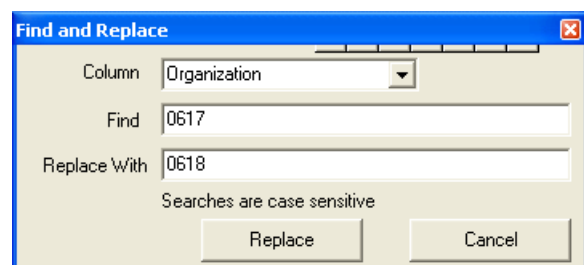 Find and Replace
Column Organization
Find 0617
Replace With 0618
Searches are case sensitive
Replace Cancel